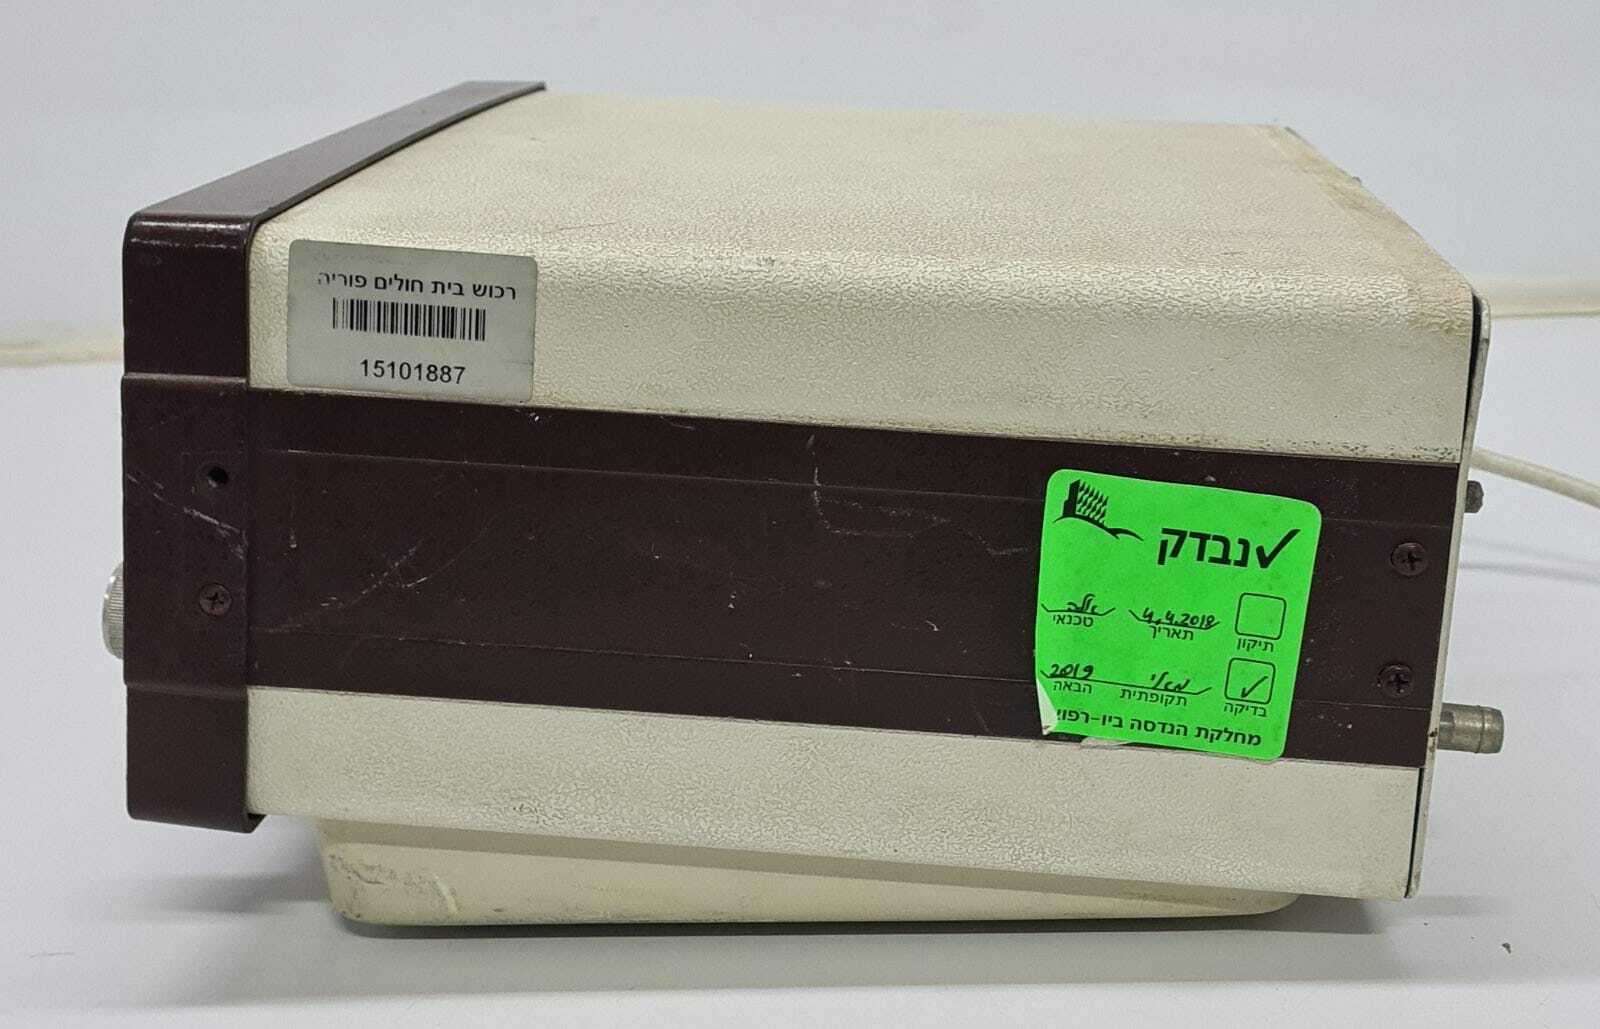 רכוש בית חולים פוריה
15101887
✓נבדק
4.4.2018
תיקון תאריך טכנאי
✓ 2019
בדיקה תקופתית הבאה
מחלקת הנדסה ביו-רפוא